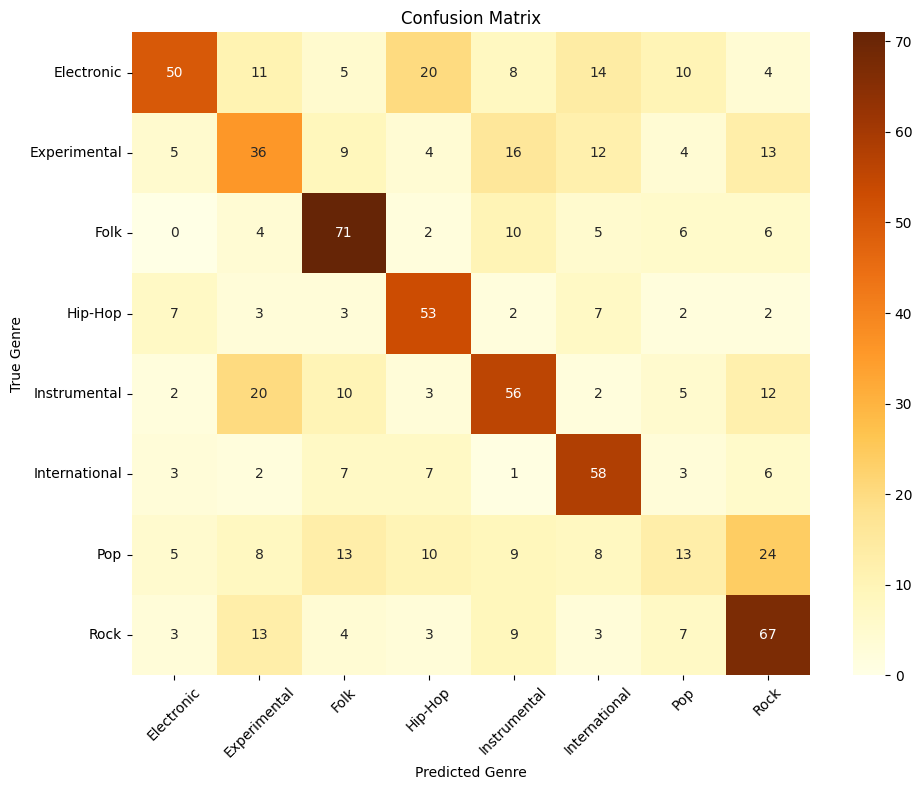 Confusion Matrix
Electronic 50 11 5 20 8 14 10 4
Experimental 5 36 9 4 16 12 4 13
Folk 0 4 71 2 10 5 6 6
Hip-Hop 7 3 3 53 2 7 2 2
Instrumental 2 20 10 3 56 2 5 12
International 3 2 7 7 1 58 3 6
Pop 5 8 13 10 9 8 13 24
Rock 3 13 4 3 9 3 7 67
True Genre
Electronic Experimental Folk Hip-Hop Instrumental International Pop Rock
Predicted Genre
70
60
50
40
30
20
10
0